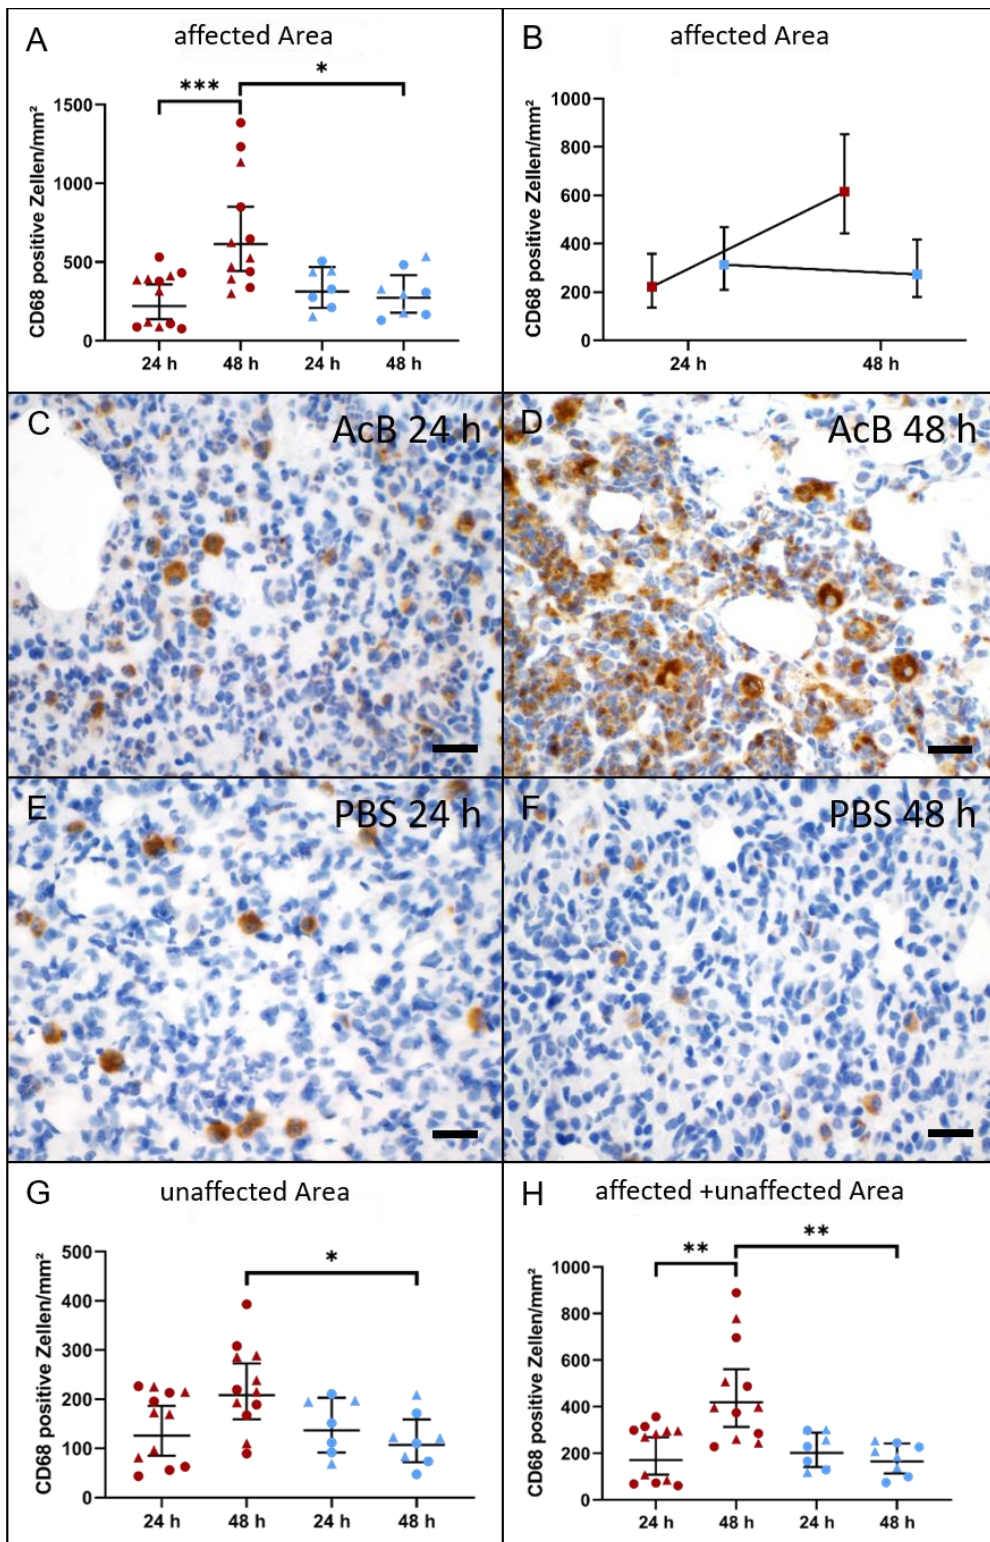 A
affected Area
***
*
CD68 positive Zellen/mm²
1500
1000
500
0
24 h
48 h
24 h
48 h
B
affected Area
CD68 positive Zellen/mm²
1000
800
600
400
200
0
24 h
48 h
C
AcB 24 h
D
AcB 48 h
E
PBS 24 h
F
PBS 48 h
G
unaffected Area
*
CD68 positive Zellen/mm²
500
400
300
200
100
0
24 h
48 h
24 h
48 h
H
affected +unaffected Area
**
**
CD68 positive Zellen/mm²
1000
800
600
400
200
0
24 h
48 h
24 h
48 h